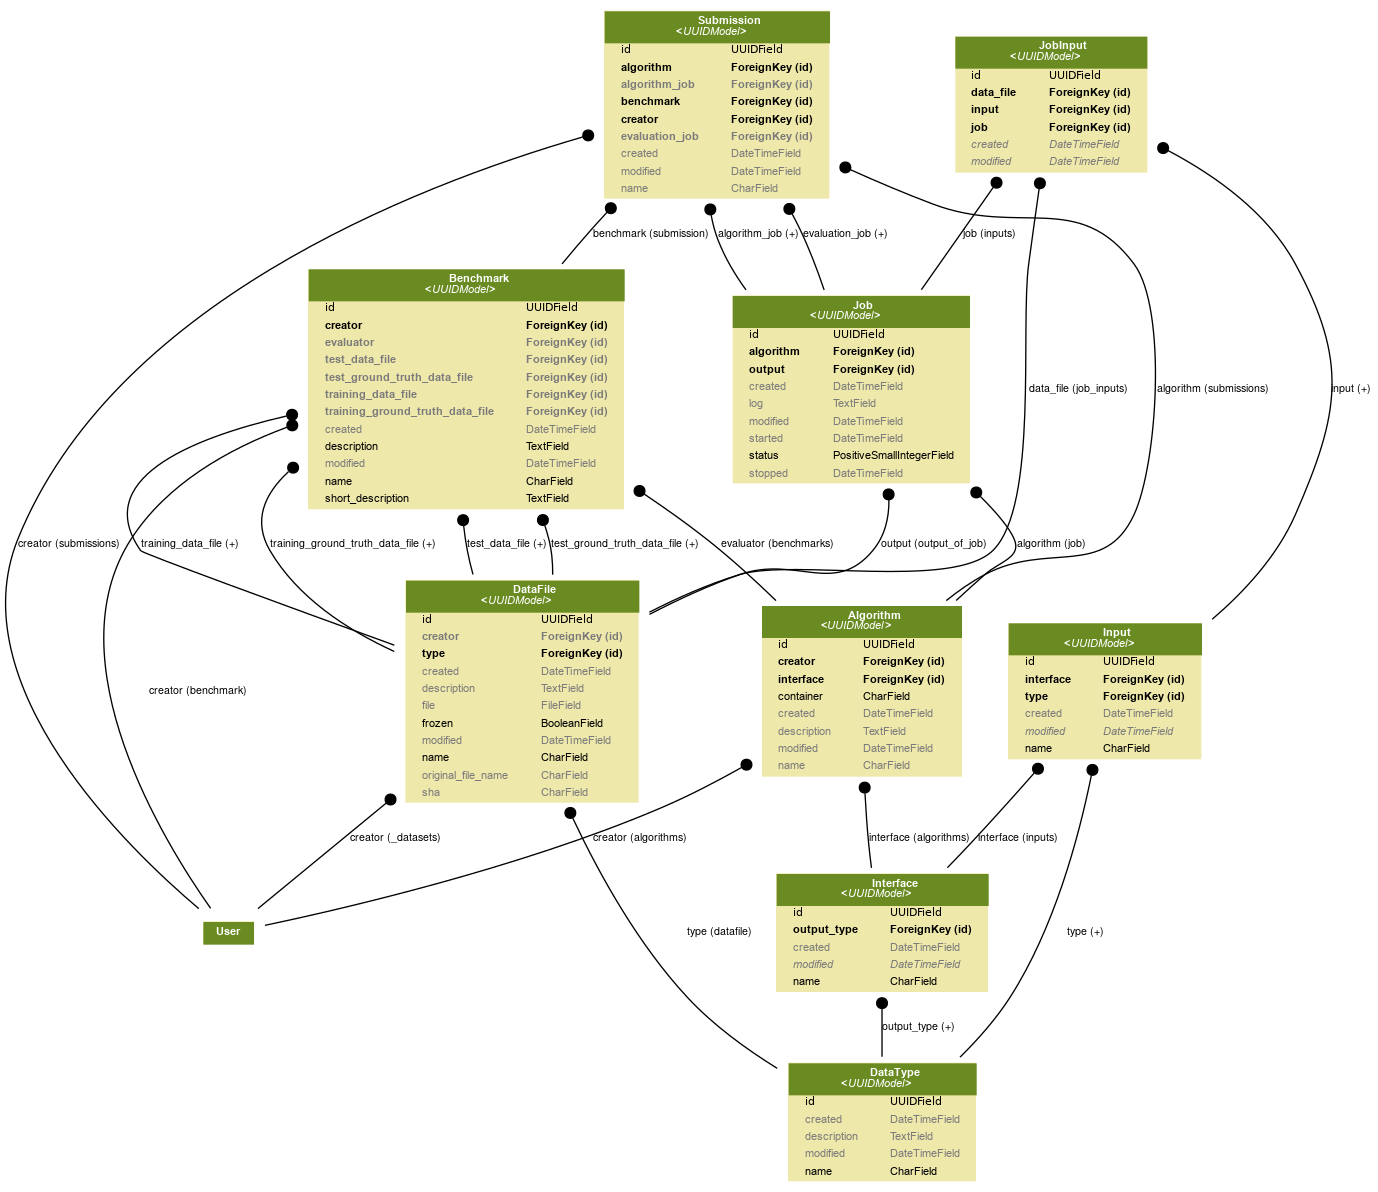 Submission
<UUIDModel>
id UUIDField
algorithm ForeignKey (id)
algorithm_job ForeignKey (id)
benchmark ForeignKey (id)
creator ForeignKey (id)
evaluation_job ForeignKey (id)
created DateTimeField
modified DateTimeField
name CharField
JobInput
<UUIDModel>
id UUIDField
data_file ForeignKey (id)
input ForeignKey (id)
job ForeignKey (id)
created DateTimeField
modified DateTimeField
benchmark (submission)
algorithm_job (+)
evaluation_job (+)
job (inputs)
Benchmark
<UUIDModel>
id UUIDField
creator ForeignKey (id)
evaluator ForeignKey (id)
test_data_file ForeignKey (id)
test_ground_truth_data_file ForeignKey (id)
training_data_file ForeignKey (id)
training_ground_truth_data_file ForeignKey (id)
created DateTimeField
description TextField
modified DateTimeField
name CharField
short_description TextField
Job
<UUIDModel>
id UUIDField
algorithm ForeignKey (id)
output ForeignKey (id)
created DateTimeField
log TextField
modified DateTimeField
started DateTimeField
status PositiveSmallIntegerField
stopped DateTimeField
data_file (job_inputs)
algorithm (submissions)
input (+)
creator (submissions)
training_data_file (+)
training_ground_truth_data_file (+)
test_data_file (+)
test_ground_truth_data_file (+)
evaluator (benchmarks)
output (output_of_job)
algorithm (job)
DataFile
<UUIDModel>
id UUIDField
creator ForeignKey (id)
type ForeignKey (id)
created DateTimeField
description TextField
file FileField
frozen BooleanField
modified DateTimeField
name CharField
original_file_name CharField
sha CharField
Algorithm
<UUIDModel>
id UUIDField
creator ForeignKey (id)
interface ForeignKey (id)
container CharField
created DateTimeField
description TextField
modified DateTimeField
name CharField
Input
<UUIDModel>
id UUIDField
interface ForeignKey (id)
type ForeignKey (id)
created DateTimeField
modified DateTimeField
name CharField
creator (benchmark)
creator (_datasets)
creator (algorithms)
interface (algorithms)
interface (inputs)
User
Interface
<UUIDModel>
id UUIDField
output_type ForeignKey (id)
created DateTimeField
modified DateTimeField
name CharField
type (datafile)
type (+)
output_type (+)
DataType
<UUIDModel>
id UUIDField
created DateTimeField
description TextField
modified DateTimeField
name CharField